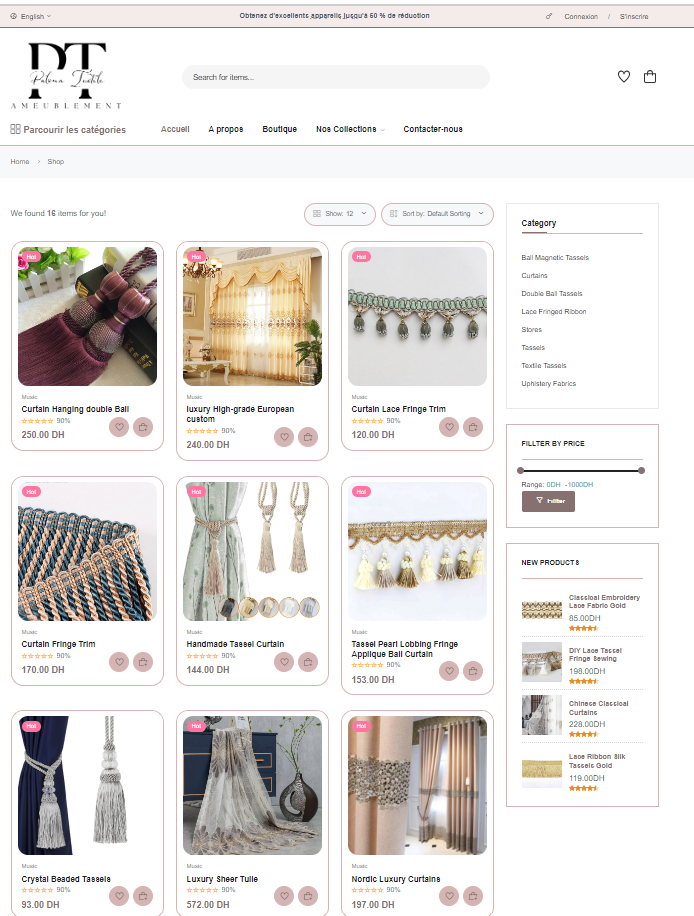 English
Obtenez d'excellents appareils jusqu'à 50 % de réduction
Connexion / S'inscrire
PT
Paloma Textile
AMEUBLEMENT
Search for items...
Parcourir les catégories
Accueil
A propos
Boutique
Nos Collections
Contacter-nous
Home
Shop
We found 16 items for you!
Show: 12
Sort by: Default Sorting
Hot
Music
Curtain Hanging double Ball
90%
250.00 DH
Hot
Music
luxury High-grade European
custom
90%
240.00 DH
Hot
Music
Curtain Lace Fringe Trim
90%
120.00 DH
Hot
Music
Curtain Fringe Trim
90%
170.00 DH
Hot
Music
Handmade Tassel Curtain
90%
144.00 DH
Hot
Music
Tassel Pearl Lobbing Fringe
Applique Ball Curtain
90%
153.00 DH
Hot
Music
Crystal Beaded Tassels
90%
93.00 DH
Hot
Music
Luxury Sheer Tulle
90%
572.00 DH
Hot
Music
Nordic Luxury Curtains
90%
197.00 DH
Category
Ball Magnetic Tassels
Curtains
Double Ball Tassels
Lace Fringed Ribbon
Stores
Tassels
Textile Tassels
Uphlstery Fabrics
FILLTER BY PRICE
Range: 0DH -1000DH
Fillter
NEW PRODUCTS
Classical Embroidery
Lace Fabric Gold
85.00DH
DIY Lace Tassel
Fringe Sewing
198.00DH
Chinese Classical
Curtains
228.00DH
Lace Ribbon Silk
Tassels Gold
119.00DH